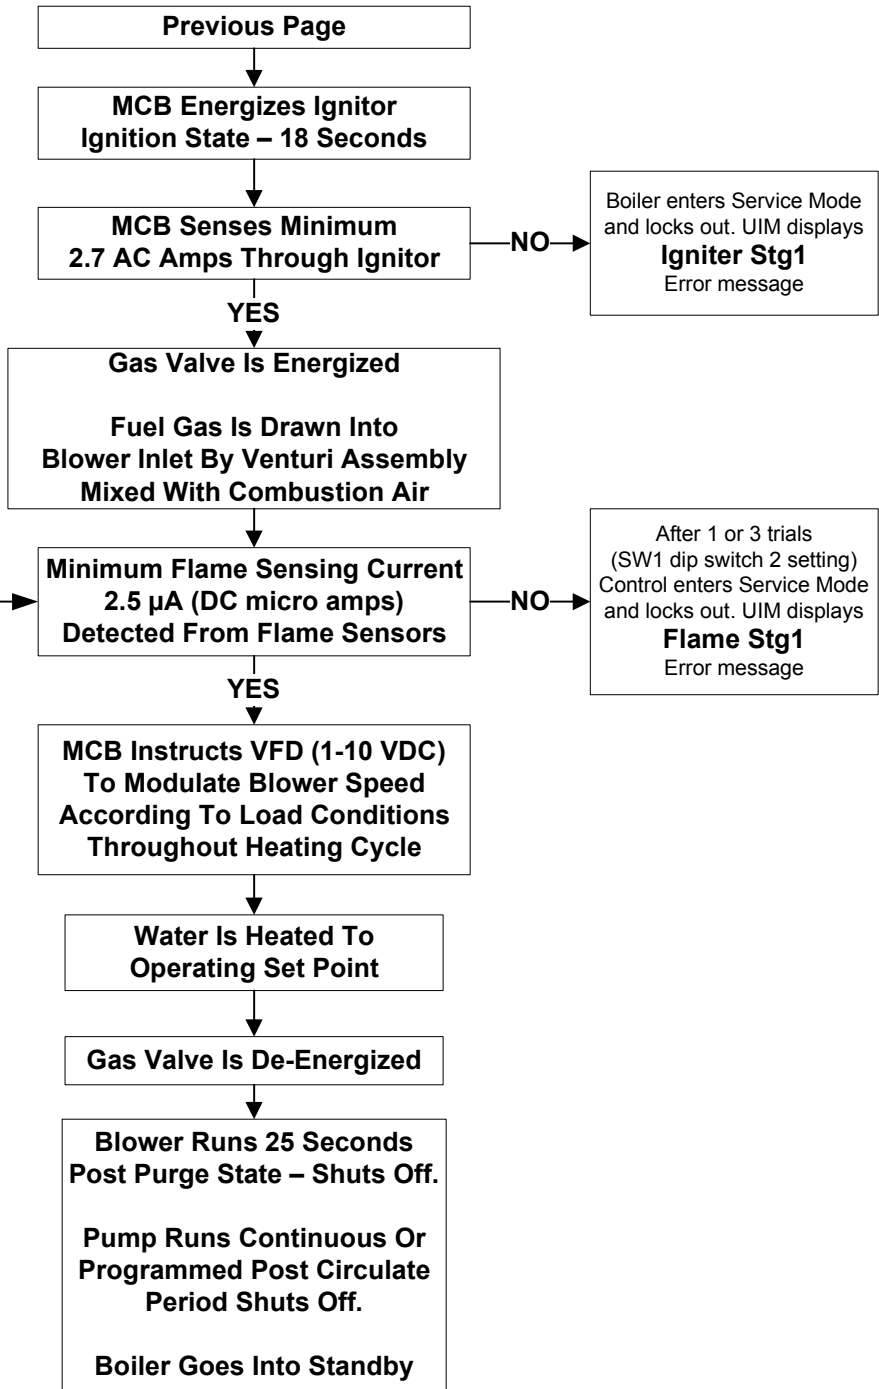 Previous Page
MCB Energizes Ignitor
Ignition State – 18 Seconds
MCB Senses Minimum
2.7 AC Amps Through Ignitor
NO
Boiler enters Service Mode
and locks out. UIM displays
Igniter Stg1
Error message
YES
Gas Valve Is Energized
Fuel Gas Is Drawn Into
Blower Inlet By Venturi Assembly
Mixed With Combustion Air
Minimum Flame Sensing Current
2.5 µA (DC micro amps)
Detected From Flame Sensors
NO
After 1 or 3 trials
(SW1 dip switch 2 setting)
Control enters Service Mode
and locks out. UIM displays
Flame Stg1
Error message
YES
MCB Instructs VFD (1-10 VDC)
To Modulate Blower Speed
According To Load Conditions
Throughout Heating Cycle
Water Is Heated To
Operating Set Point
Gas Valve Is De-Energized
Blower Runs 25 Seconds
Post Purge State – Shuts Off.
Pump Runs Continuous Or
Programmed Post Circulate
Period Shuts Off.
Boiler Goes Into Standby